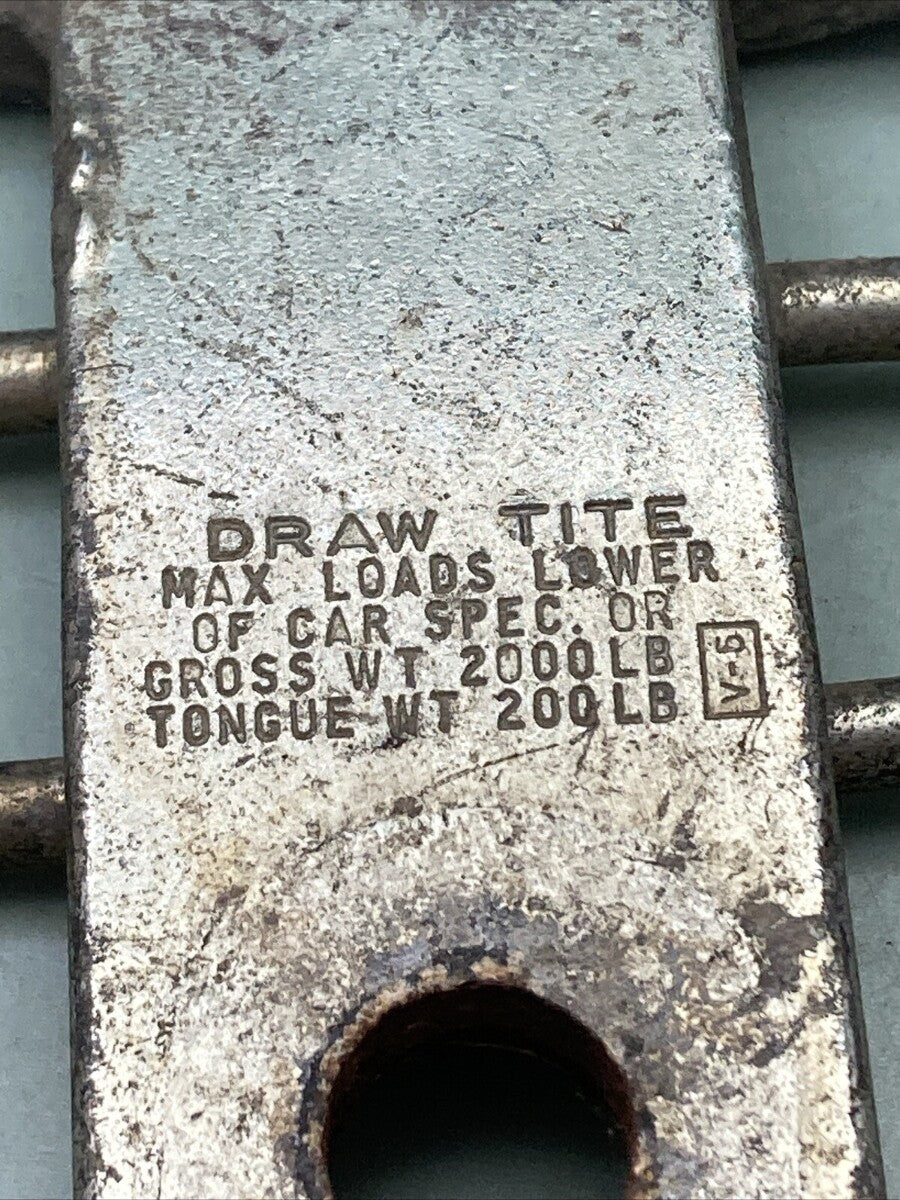 DRAW TITE
MAX LOADS LOWER
OF CAR SPEC. OR
GROSS WT 2000LB
TONGUE WT 200LB
V-5